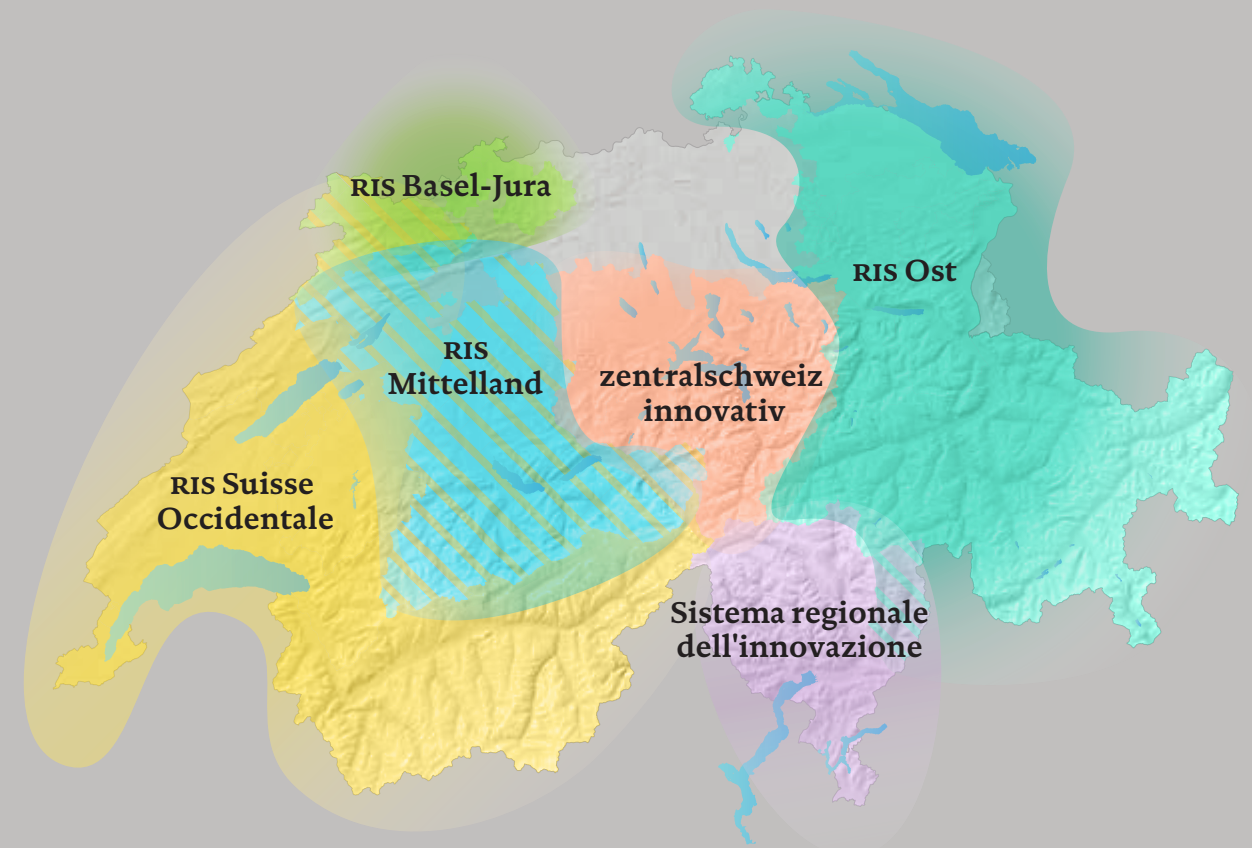 RIS Basel-Jura
RIS Ost
RIS
Mittelland
zentralschweiz
innovativ
RIS Suisse
Occidentale
Sistema regionale
dell'innovazione